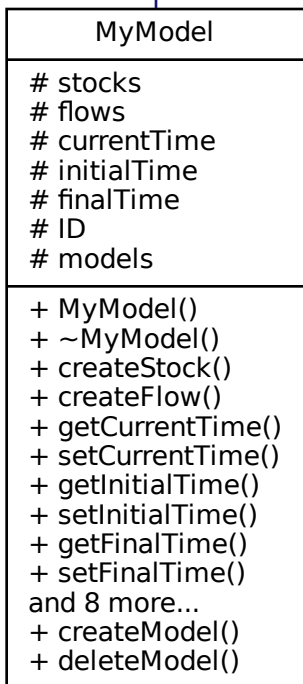 MyModel
# stocks
# flows
# currentTime
# initialTime
# finalTime
# ID
# models
+ MyModel()
+ ~MyModel()
+ createStock()
+ createFlow()
+ getCurrentTime()
+ setCurrentTime()
+ getInitialTime()
+ setInitialTime()
+ getFinalTime()
+ setFinalTime()
and 8 more...
+ createModel()
+ deleteModel()